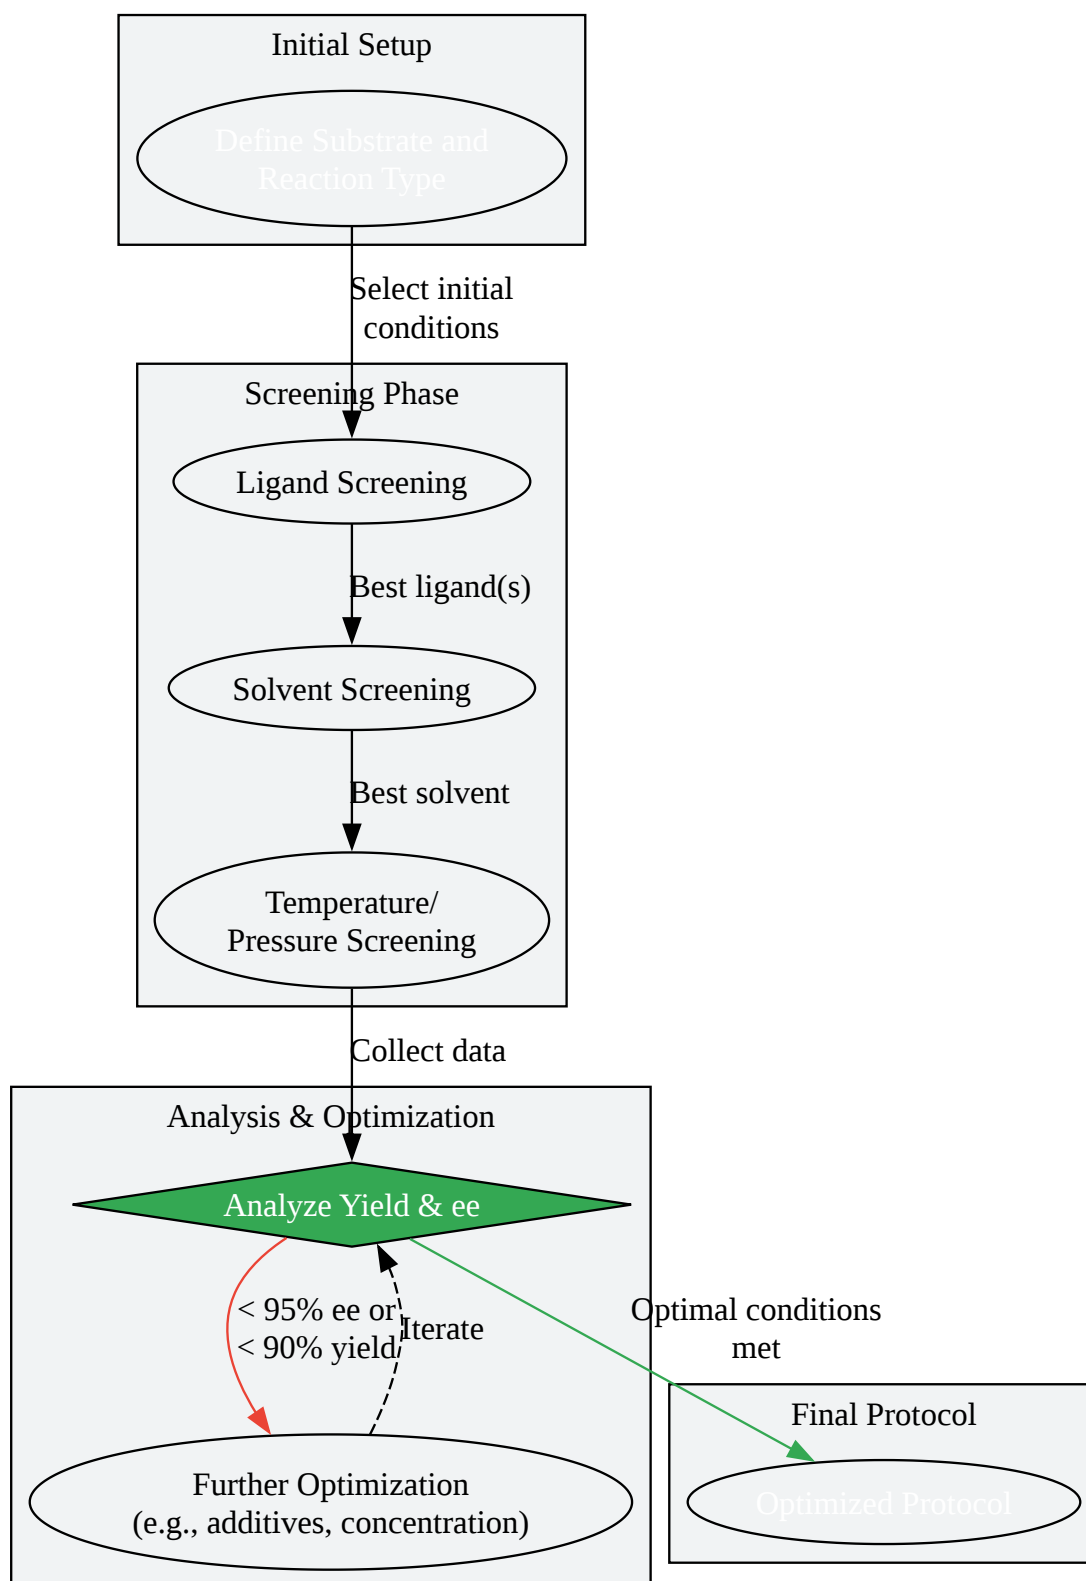 Initial Setup
Define Substrate and
Reaction Type
Select initial
conditions
Screening Phase
Ligand Screening
Best ligand(s)
Solvent Screening
Best solvent
Temperature/
Pressure Screening
Collect data
Analysis & Optimization
Analyze Yield & ee
< 95% ee or
< 90% yield
Iterate
Optimal conditions
met
Further Optimization
(e.g., additives, concentration)
Final Protocol
Optimized Protocol